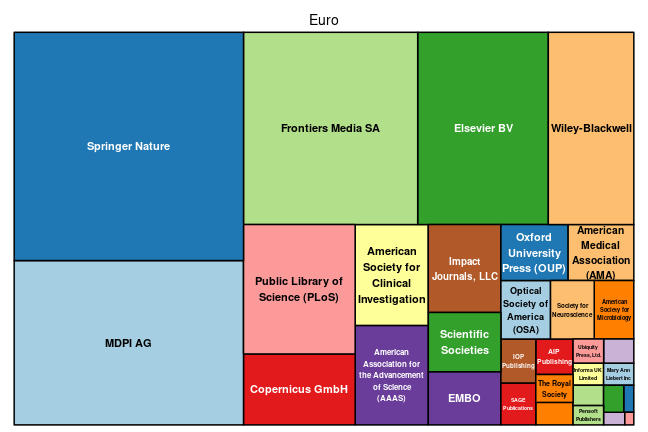 Euro
Springer Nature
MDPI AG
Frontiers Media SA
Elsevier BV
Wiley-Blackwell
Public Library of
Science (PLoS)
Copernicus GmbH
American
Society for
Clinical
Investigation
American
Association for
the Advancement
of Science
(AAAS)
Impact
Journals, LLC
Scientific
Societies
EMBO
Oxford
University
Press (OUP)
American
Medical
Association
(AMA)
Optical
Society of
America
(OSA)
Society for
Neuroscience
American
Society for
Microbiology
IOP
Publishing
SAGE
Publications
AIP
Publishing
The Royal
Society
Ubiquity
Press, Ltd.
Informa UK
Limited
Pensoft
Publishers
Mary Ann
Liebert Inc